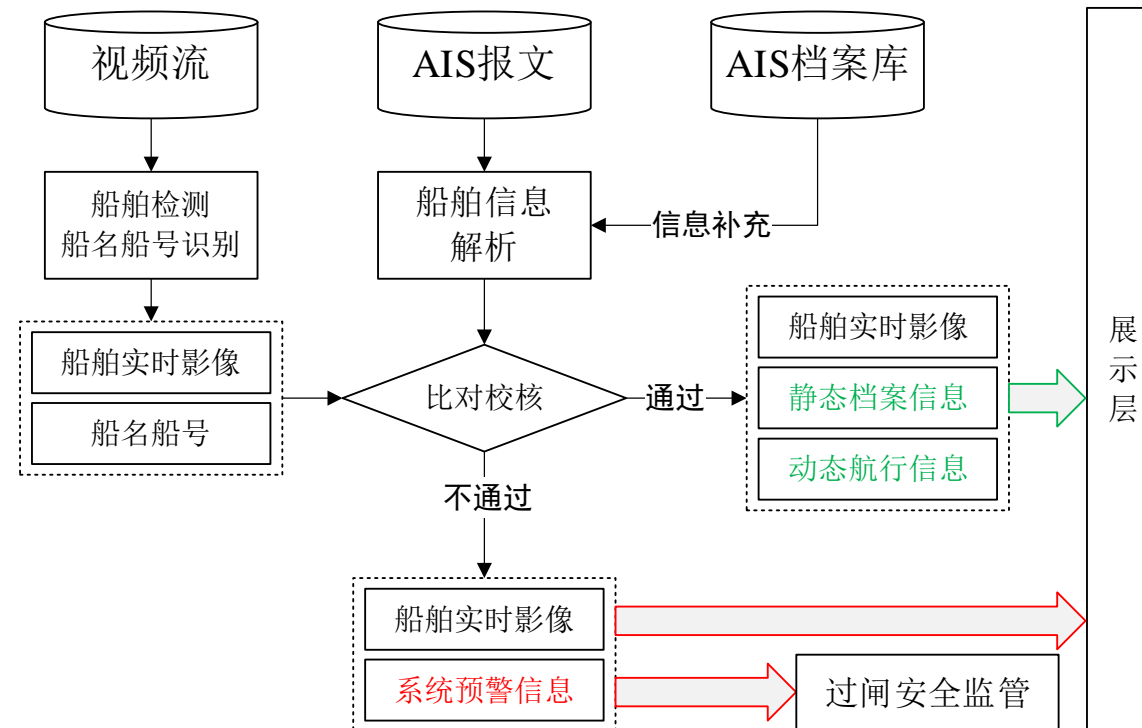 视频流
AIS报文
AIS档案库
船舶检测
船名船号识别
船舶信息
解析
信息补充
船舶实时影像
船名船号
比对校核
通过
船舶实时影像
静态档案信息
动态航行信息
展
示
层
不通过
船舶实时影像
系统预警信息
过闸安全监管